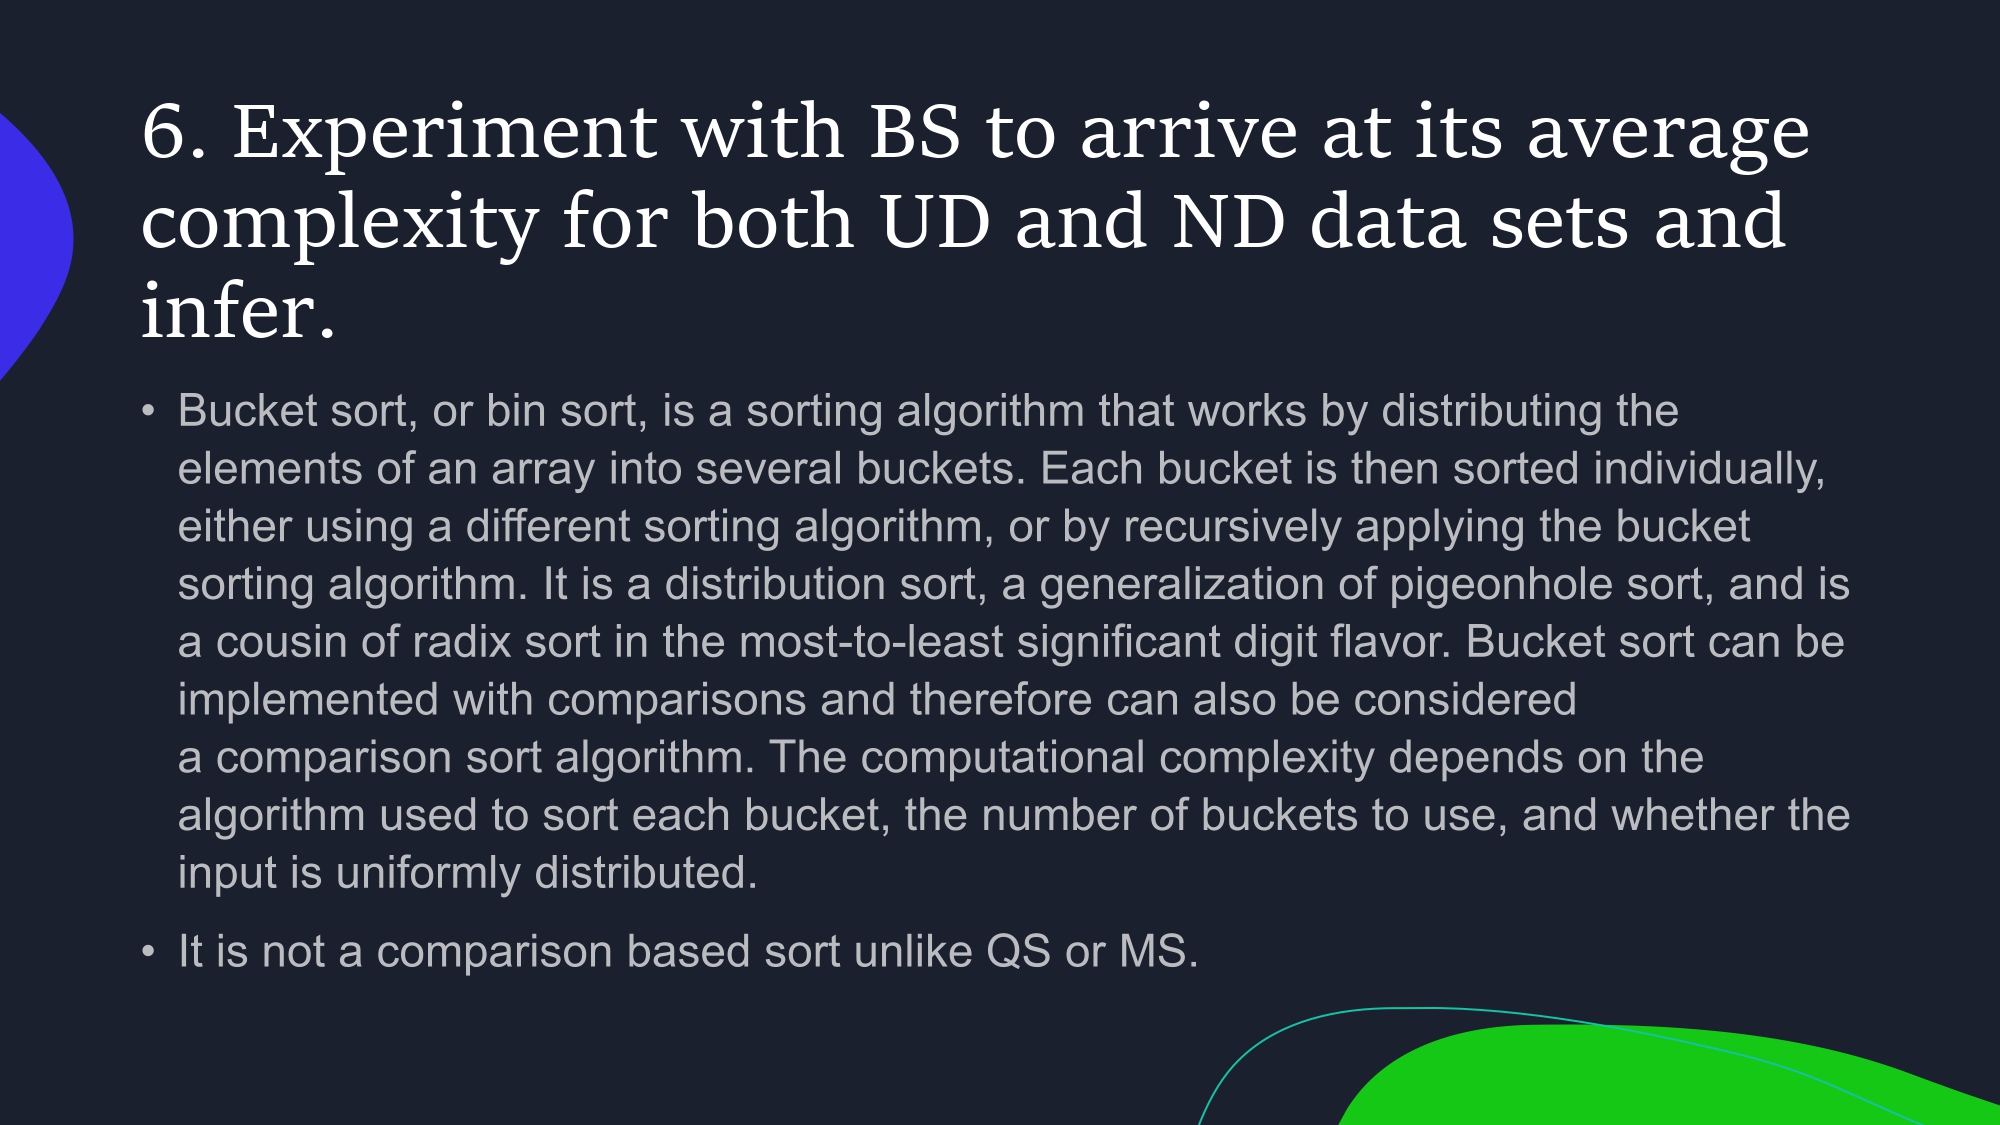 6. Experiment with BS to arrive at its average
complexity for both UD and ND data sets and
infer.
• Bucket sort, or bin sort, is a sorting algorithm that works by distributing the
elements of an array into several buckets. Each bucket is then sorted individually,
either using a different sorting algorithm, or by recursively applying the bucket
sorting algorithm. It is a distribution sort, a generalization of pigeonhole sort, and is
a cousin of radix sort in the most-to-least significant digit flavor. Bucket sort can be
implemented with comparisons and therefore can also be considered
a comparison sort algorithm. The computational complexity depends on the
algorithm used to sort each bucket, the number of buckets to use, and whether the
input is uniformly distributed.
• It is not a comparison based sort unlike QS or MS.